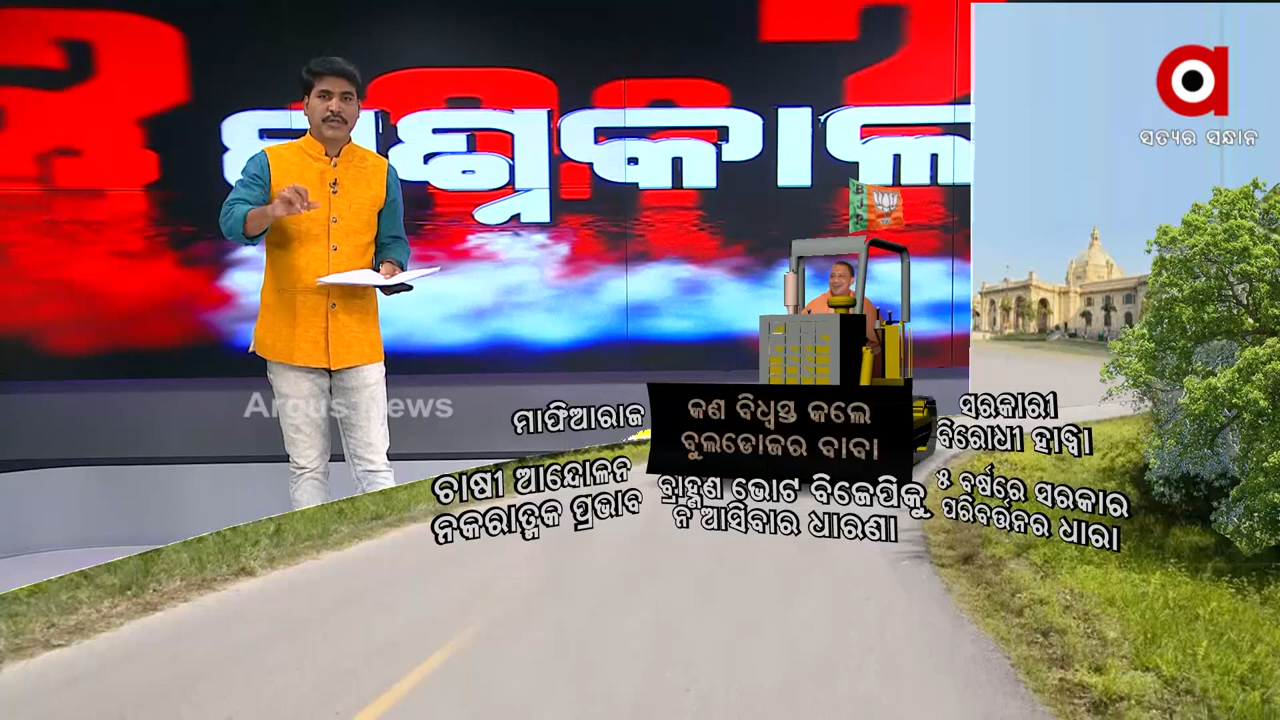 ସତ୍ୟର ସନ୍ଧାନ
BJP
Argus News
ମାଫିଆରାଜ
କଣ ବିଧ୍ୱସ୍ତ କଲେ
ବୁଲଡୋଜର ବାବା
ସରକାରୀ
ବିରୋଧୀ ହାୱା
ଚାଷୀ ଆନ୍ଦୋଳନ
ନକରାତ୍ମକ ପ୍ରଭାବ
ବ୍ରାହ୍ମଣ ଭୋଟ ବିଜେପିକୁ
ନ ଆସିବାର ଧାରଣା
୫ ବର୍ଷରେ ସରକାର
ପରିବର୍ତ୍ତନର ଧାରା